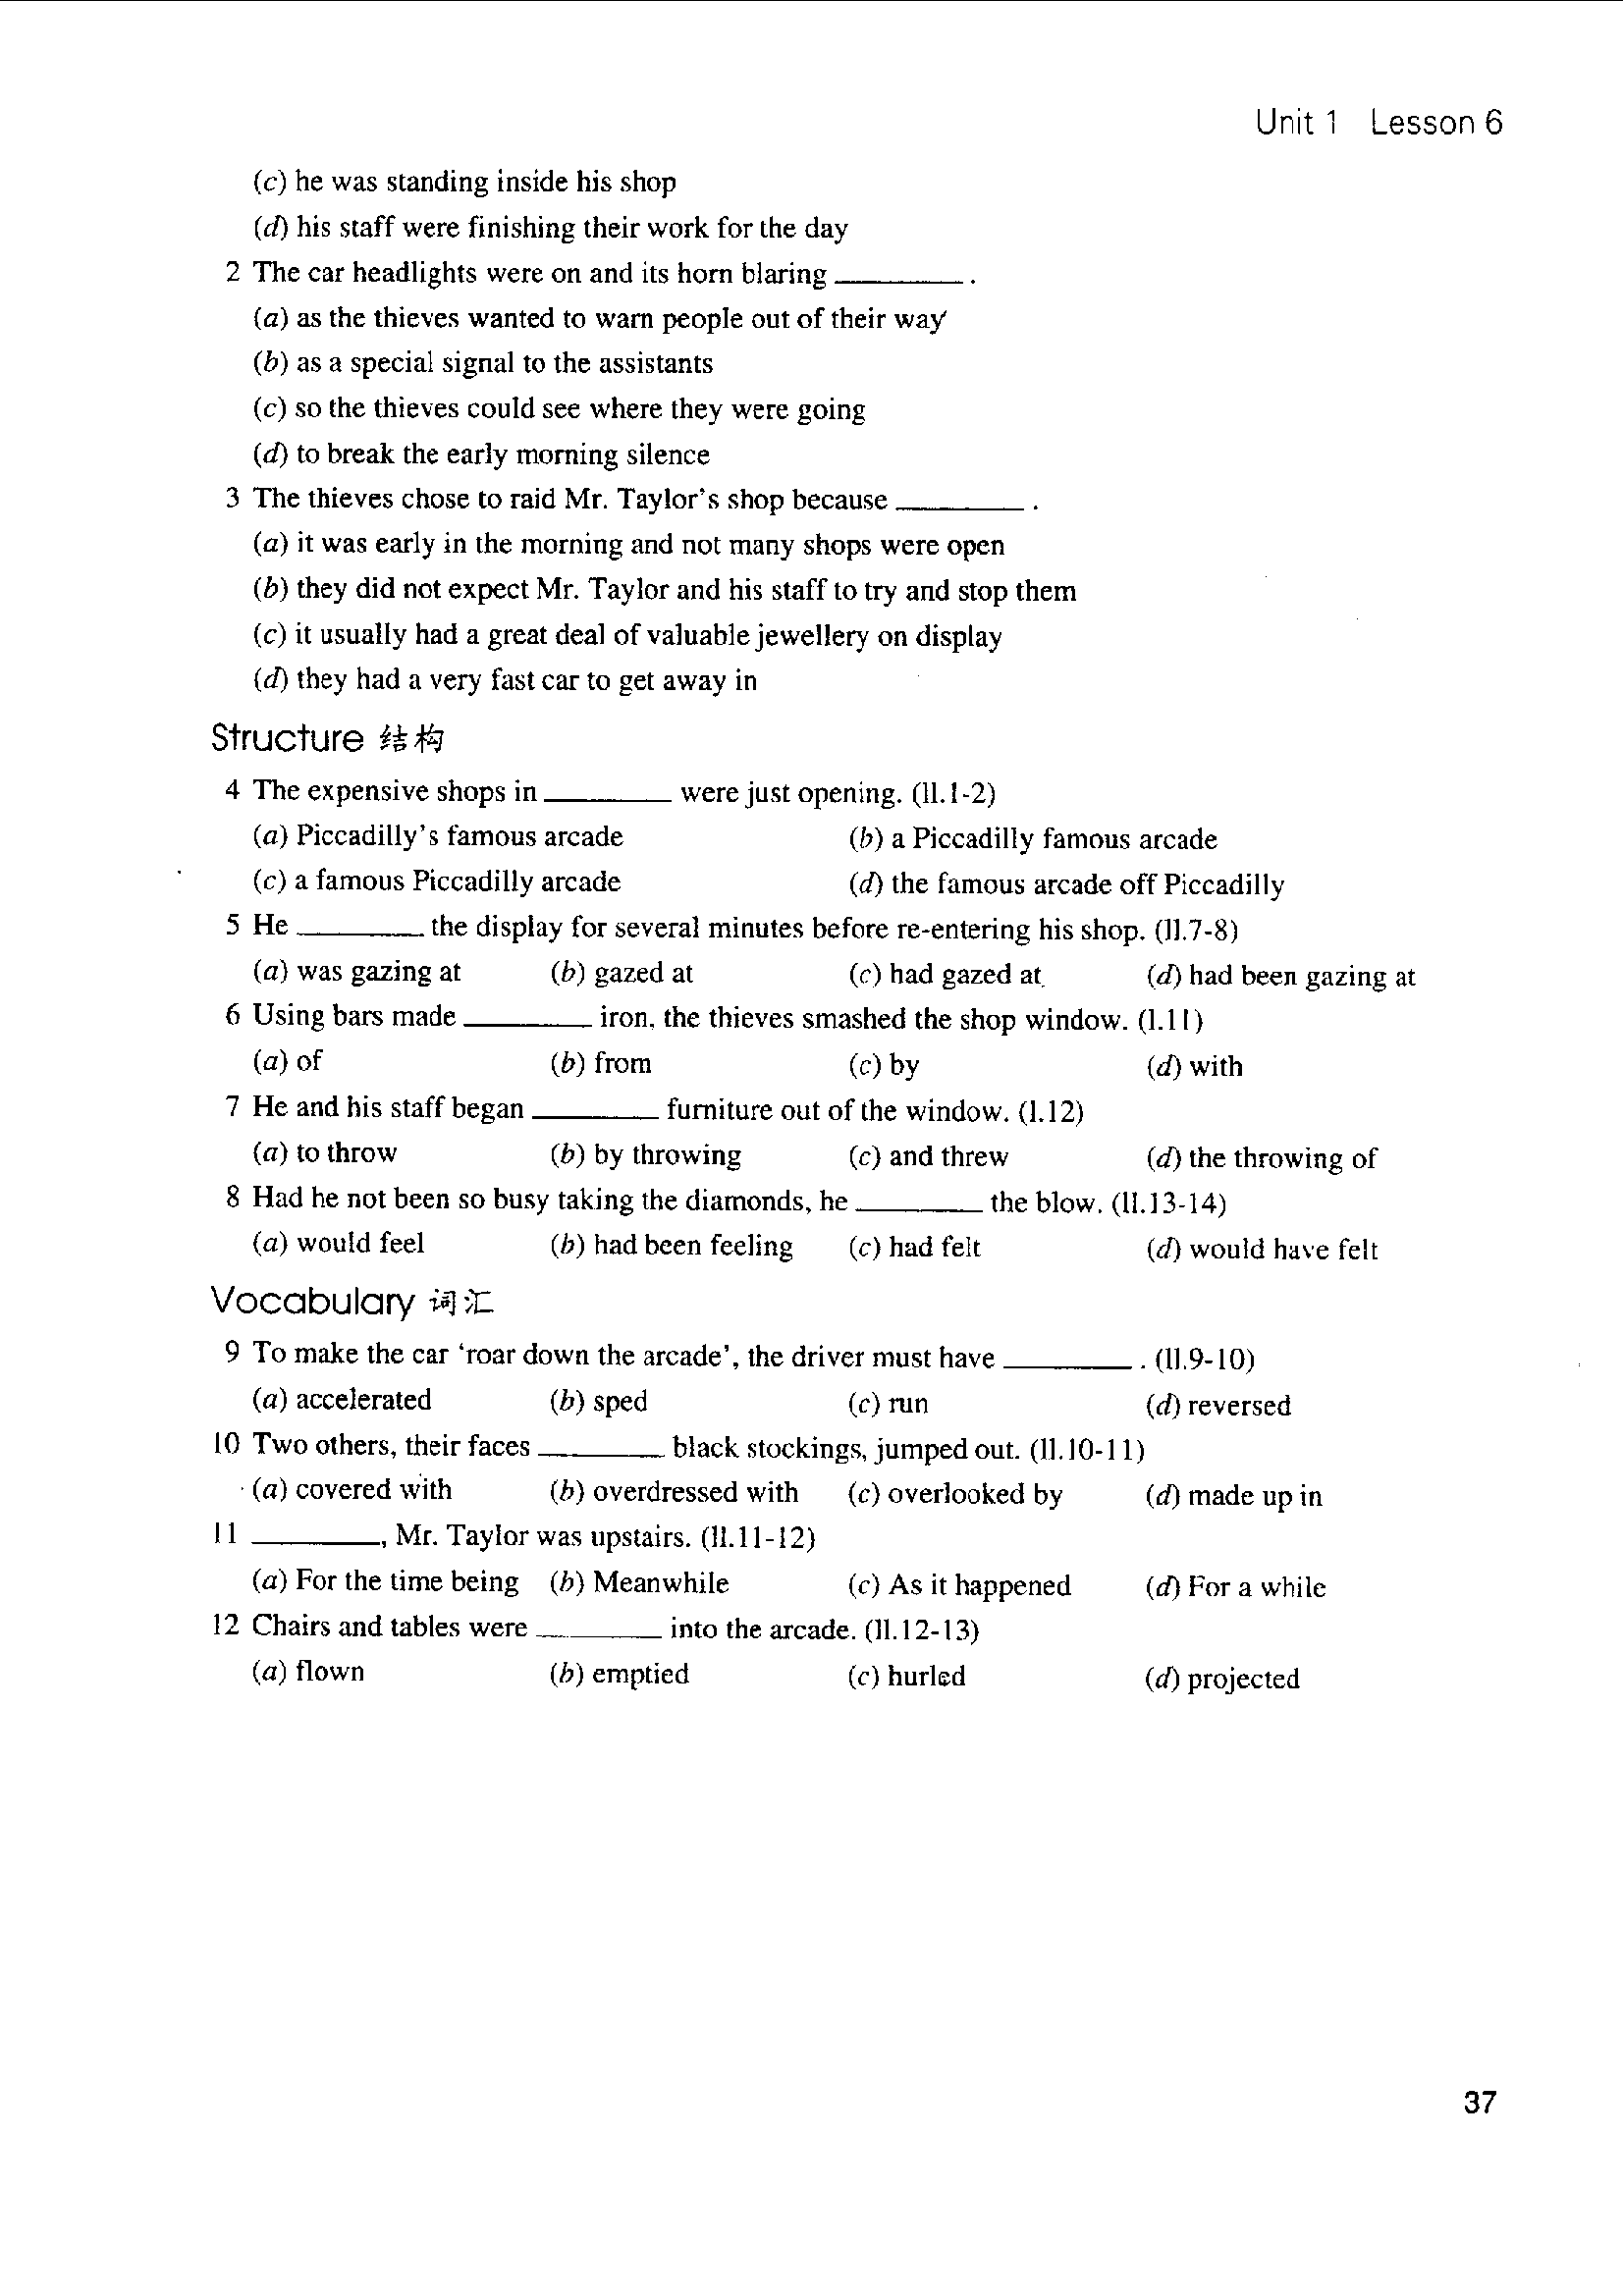 Unit 1 Lesson 6
(c) he was standing inside his shop
(d) his staff were finishing their work for the day
2 The car headlights were on and its horn blaring ________ .
(a) as the thieves wanted to warn people out of their way
(b) as a special signal to the assistants
(c) so the thieves could see where they were going
(d) to break the early morning silence
3 The thieves chose to raid Mr. Taylor's shop because ________ .
(a) it was early in the morning and not many shops were open
(b) they did not expect Mr. Taylor and his staff to try and stop them
(c) it usually had a great deal of valuable jewellery on display
(d) they had a very fast car to get away in
Structure 结构
4 The expensive shops in ________ were just opening. (ll.1-2)
(a) Piccadilly's famous arcade (b) a Piccadilly famous arcade
(c) a famous Piccadilly arcade (d) the famous arcade off Piccadilly
5 He ________ the display for several minutes before re-entering his shop. (ll.7-8)
(a) was gazing at (b) gazed at (c) had gazed at (d) had been gazing at
6 Using bars made ________ iron, the thieves smashed the shop window. (l.11)
(a) of (b) from (c) by (d) with
7 He and his staff began ________ furniture out of the window. (l.12)
(a) to throw (b) by throwing (c) and threw (d) the throwing of
8 Had he not been so busy taking the diamonds, he ________ the blow. (ll.13-14)
(a) would feel (b) had been feeling (c) had felt (d) would have felt
Vocabulary 词汇
9 To make the car 'roar down the arcade', the driver must have ________ . (ll.9-10)
(a) accelerated (b) sped (c) run (d) reversed
10 Two others, their faces ________ black stockings, jumped out. (ll.10-11)
(a) covered with (b) overdressed with (c) overlooked by (d) made up in
11 ________, Mr. Taylor was upstairs. (ll.11-12)
(a) For the time being (b) Meanwhile (c) As it happened (d) For a while
12 Chairs and tables were ________ into the arcade. (ll.12-13)
(a) flown (b) emptied (c) hurled (d) projected
37